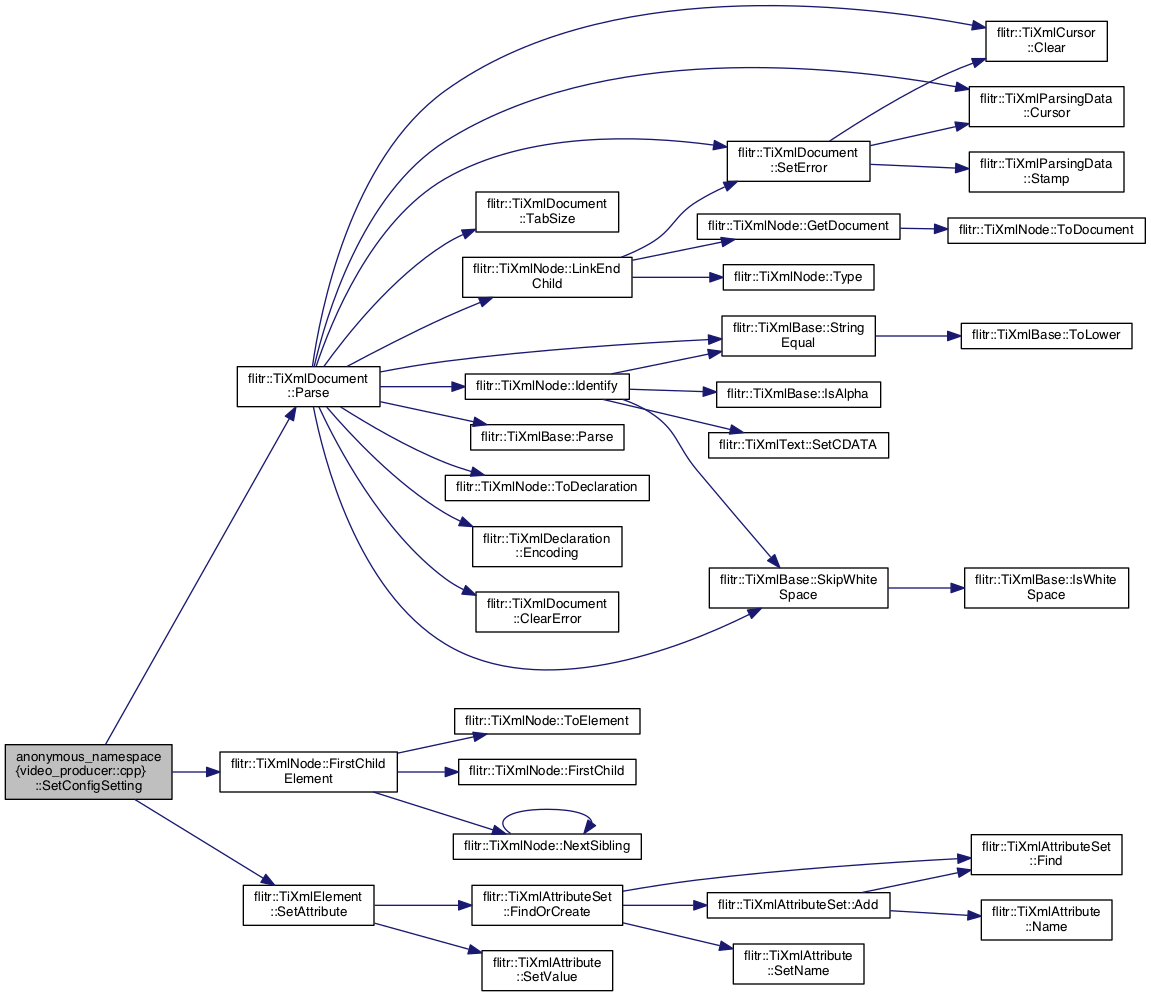 flitr::TiXmlCursor
::Clear
flitr::TiXmlParsingData
::Cursor
flitr::TiXmlDocument
::SetError
flitr::TiXmlParsingData
::Stamp
flitr::TiXmlDocument
::TabSize
flitr::TiXmlNode::GetDocument
flitr::TiXmlNode::ToDocument
flitr::TiXmlNode::LinkEnd
Child
flitr::TiXmlNode::Type
flitr::TiXmlBase::String
Equal
flitr::TiXmlBase::ToLower
flitr::TiXmlDocument
::Parse
flitr::TiXmlNode::Identify
flitr::TiXmlBase::IsAlpha
flitr::TiXmlBase::Parse
flitr::TiXmlText::SetCDATA
flitr::TiXmlNode::ToDeclaration
flitr::TiXmlDeclaration
::Encoding
flitr::TiXmlBase::SkipWhite
Space
flitr::TiXmlBase::IsWhite
Space
flitr::TiXmlDocument
::ClearError
flitr::TiXmlNode::ToElement
anonymous_namespace
{video_producer::cpp}
::SetConfigSetting
flitr::TiXmlNode::FirstChild
Element
flitr::TiXmlNode::FirstChild
flitr::TiXmlNode::NextSibling
flitr::TiXmlAttributeSet
::Find
flitr::TiXmlElement
::SetAttribute
flitr::TiXmlAttributeSet
::FindOrCreate
flitr::TiXmlAttributeSet::Add
flitr::TiXmlAttribute
::Name
flitr::TiXmlAttribute
::SetValue
flitr::TiXmlAttribute
::SetName